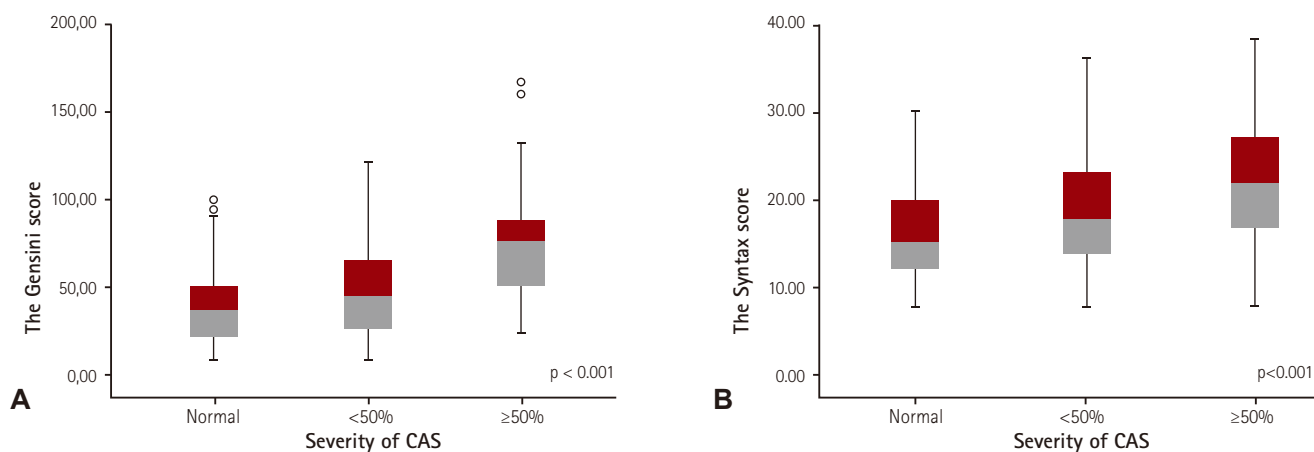 200,00
150,00
100,00
50,00
0,00
The Gensini score
p < 0.001
A
Normal
<50%
≥50%
Severity of CAS
40.00
30.00
20.00
10.00
0.00
The Syntax score
p<0.001
B
Normal
<50%
≥50%
Severity of CAS